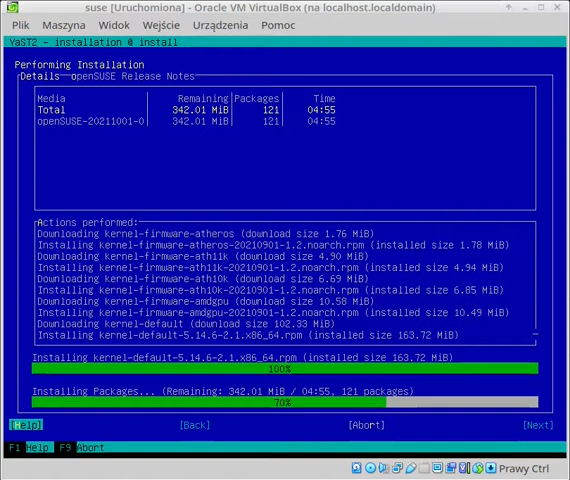 suse [Uruchomiona] - Oracle VM VirtualBox (na localhost.localdomain)
Plik Maszyna Widok Wejście Urządzenia Pomoc
YaST2 - installation @ install
Performing Installation
Details openSUSE Release Notes
Media Remaining Packages Time
Total 342.01 MiB 121 04:55
openSUSE-20211001-0 342.01 MiB 121 04:55
Actions performed:
Downloading kernel-firmware-atheros (download size 1.76 MiB)
Installing kernel-firmware-atheros-20210901-1.2.noarch.rpm (installed size 1.78 MiB)
Downloading kernel-firmware-ath11k (download size 4.90 MiB)
Installing kernel-firmware-ath11k-20210901-1.2.noarch.rpm (installed size 4.94 MiB)
Downloading kernel-firmware-ath10k (download size 6.69 MiB)
Installing kernel-firmware-ath10k-20210901-1.2.noarch.rpm (installed size 6.85 MiB)
Downloading kernel-firmware-amdgpu (download size 10.58 MiB)
Installing kernel-firmware-amdgpu-20210901-1.2.noarch.rpm (installed size 10.49 MiB)
Downloading kernel-default (download size 102.33 MiB)
Installing kernel-default-5.14.6-2.1.x86_64.rpm (installed size 163.72 MiB)
Installing kernel-default-5.14.6-2.1.x86_64.rpm (installed size 163.72 MiB)
100%
Installing Packages... (Remaining: 342.01 MiB / 04:55, 121 packages)
70%
[Help] [Back] [Abort] [Next]
F1 Help F9 Abort
Prawy Ctrl